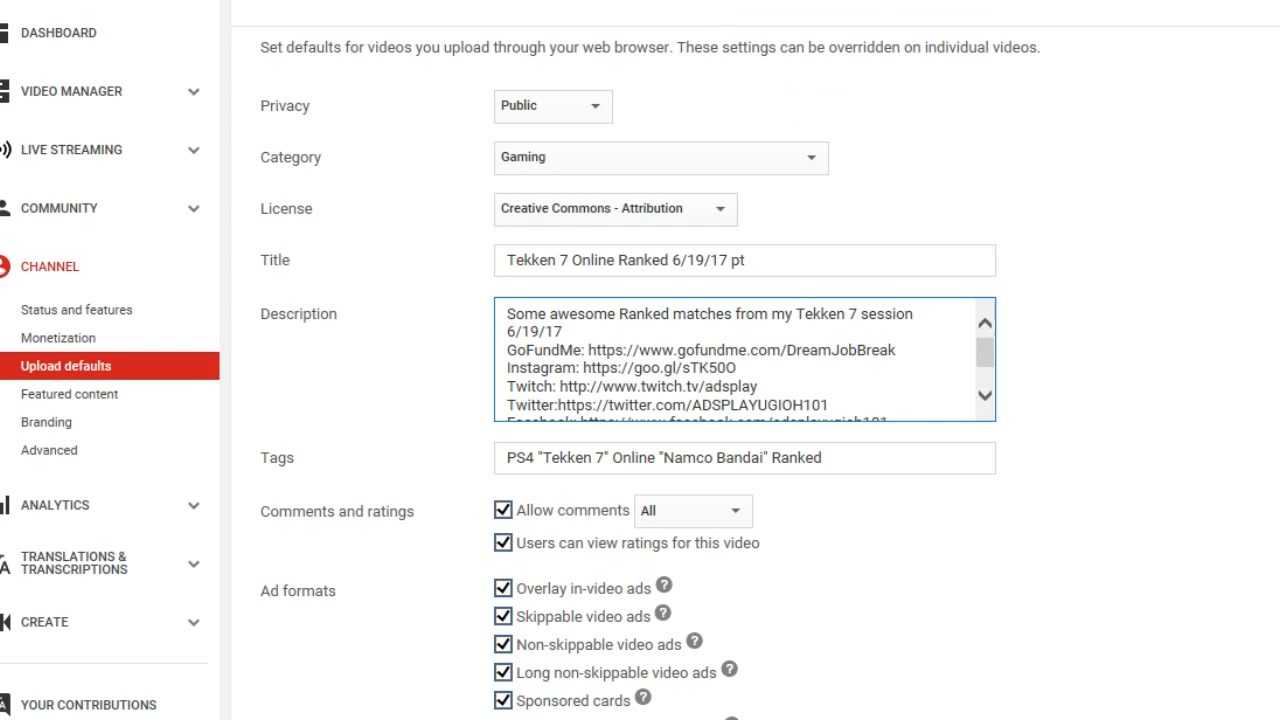 DASHBOARD
VIDEO MANAGER
LIVE STREAMING
COMMUNITY
CHANNEL
Status and features
Monetization
Upload defaults
Featured content
Branding
Advanced
ANALYTICS
TRANSLATIONS &
TRANSCRIPTIONS
CREATE
YOUR CONTRIBUTIONS
Set defaults for videos you upload through your web browser. These settings can be overridden on individual videos.
Privacy
Public
Category
Gaming
License
Creative Commons - Attribution
Title
Tekken 7 Online Ranked 6/19/17 pt
Description
Some awesome Ranked matches from my Tekken 7 session
6/19/17
GoFundMe: https://www.gofundme.com/DreamJobBreak
Instagram: https://goo.gl/sTK50O
Twitch: http://www.twitch.tv/adsplay
Twitter:https://twitter.com/ADSPLAYUGIOH101
Facebook: https://www.facebook.com/adsplayugioh101
Tags
PS4 "Tekken 7" Online "Namco Bandai" Ranked
Comments and ratings
Allow comments
All
Users can view ratings for this video
Ad formats
Overlay in-video ads ?
Skippable video ads ?
Non-skippable video ads ?
Long non-skippable video ads ?
Sponsored cards ?